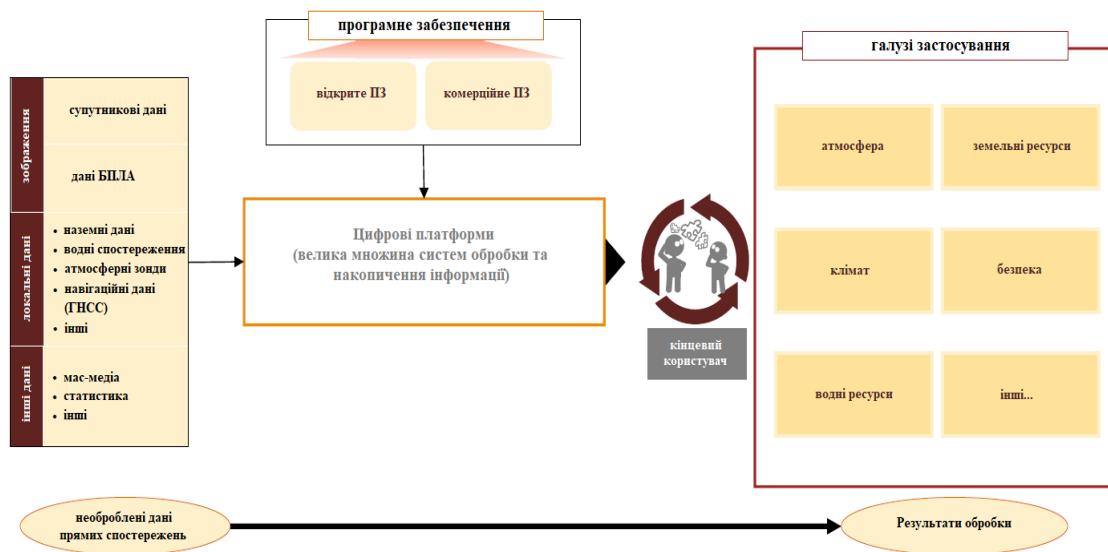 програмне забезпечення
відкрите ПЗ
комерційне ПЗ
галузі застосування
зображення
супутникові дані
дані БПЛА
локальні дані
• наземні дані
• водні спостереження
• атмосферні зонди
• навігаційні дані
(ГНСС)
• інші
інші дані
• мас-медіа
• статистика
• інші
Цифрові платформи
(велика множина систем обробки та
накопичення інформації)
кінцевий
користувач
атмосфера
земельні ресурси
клімат
безпека
водні ресурси
інші...
необроблені дані
прямих спостережень
Результати обробки